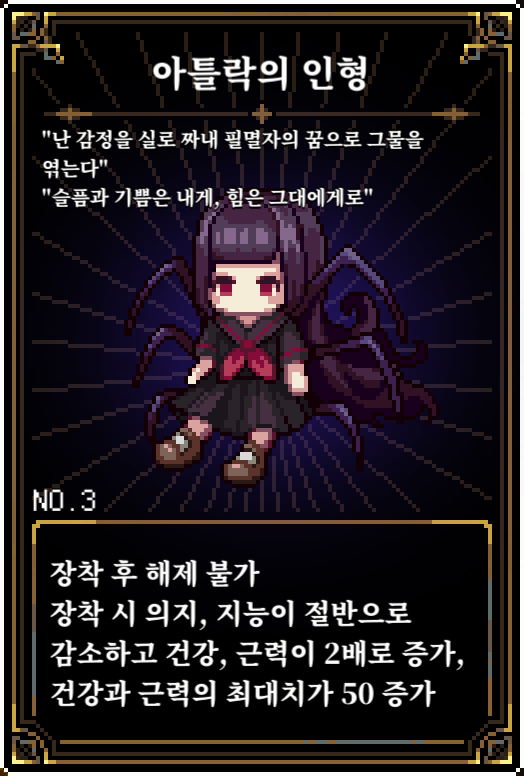 아틀락의 인형
"난 감정을 실로 짜내 필멸자의 꿈으로 그물을
엮는다"
"슬픔과 기쁨은 내게, 힘은 그대에게로"
NO.3
장착 후 해제 불가
장착 시 의지, 지능이 절반으로
감소하고 건강, 근력이 2배로 증가,
건강과 근력의 최대치가 50 증가